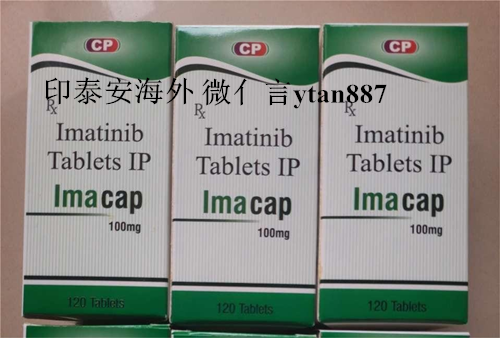 印泰安海外 微亻言ytan887
CP
Rx
Imatinib
Tablets IP
Imacap
100mg
120 Tablets
CP
Rx
Imatinib
Tablets IP
Imacap
100mg
120 Tablets
CP
Rx
Imatinib
Tablets IP
Imacap
100mg
120 Tablets